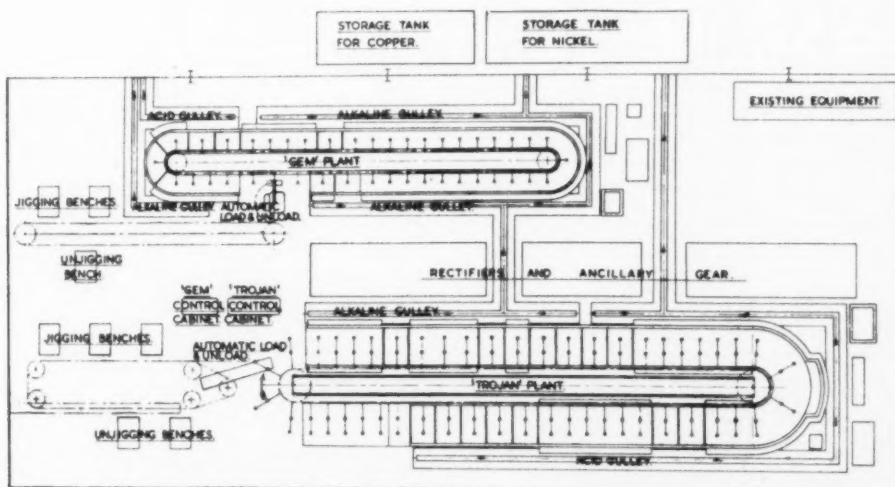 STORAGE TANK
FOR COPPER.
STORAGE TANK
FOR NICKEL.
EXISTING EQUIPMENT.
ACID GULLEY.
ALKALINE GULLEY.
'GEM' PLANT
JIGGING BENCHES
ALKALINE GULLEY
AUTOMATIC
LOAD & UNLOAD.
ALKALINE GULLEY.
UNJIGGING
BENCH
RECTIFIERS AND ANCILLARY GEAR.
'GEM'
CONTROL
CABINET
'TROJAN'
CONTROL
CABINET
ALKALINE GULLEY.
JIGGING BENCHES.
AUTOMATIC LOAD
& UNLOAD
'TROJAN' PLANT.
UNJIGGING BENCHES.
ACID GULLEY.